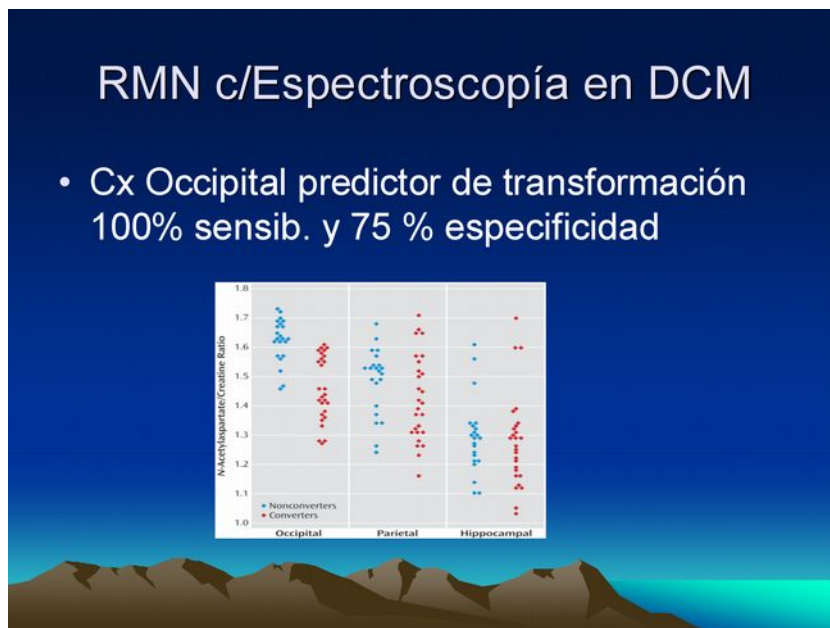 RMN c/Espectroscopía en DCM
• Cx Occipital predictor de transformación
100% sensib. y 75 % especificidad
1.8
1.7
1.6
1.5
1.4
1.3
1.2
1.1
1.0
N-Acetylaspartate/Creatine Ratio
Nonconverters
Converters
Occipital Parietal Hippocampal